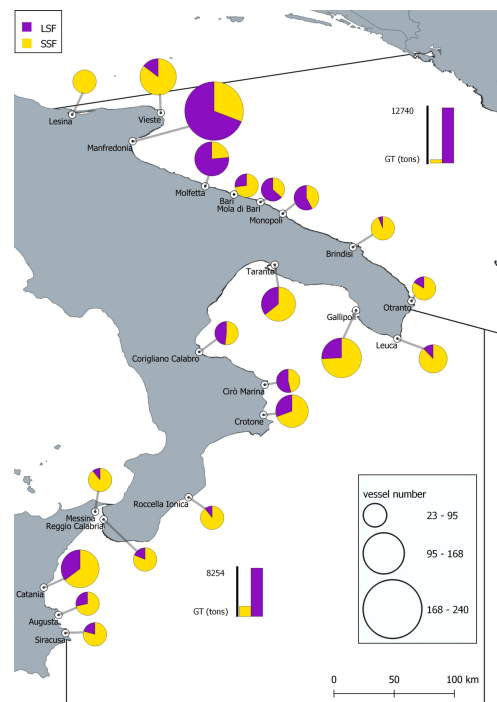 LSF
SSF
Lesina
Vieste
12740
GT (tons)
Manfredonia
Molfetta
Bari
Mola di Bari
Monopoli
Brindisi
Taranto
Otranto
Gallipoli
Leuca
Corigliano Calabro
Cirò Marina
Crotone
vessel number
23 - 95
95 - 168
168 - 240
Roccella Ionica
Messina
Reggio Calabria
8254
GT (tons)
Catania
Augusta
Siracusa
0 50 100 km